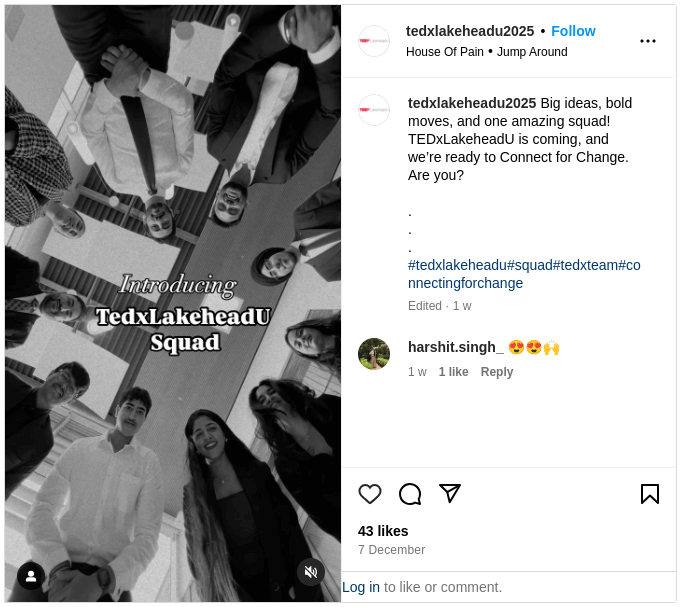 Introducing
TedxLakeheadU
Squad
tedxlakeheadu2025 • Follow
House Of Pain • Jump Around
tedxlakeheadu2025 Big ideas, bold
moves, and one amazing squad!
TEDxLakeheadU is coming, and
we’re ready to Connect for Change.
Are you?
.
.
.
#tedxlakeheadu#squad#tedxteam#co
nnectingforchange
Edited · 1 w
harshit.singh_ 😍😍🙌
1 w 1 like Reply
43 likes
7 December
Log in to like or comment.